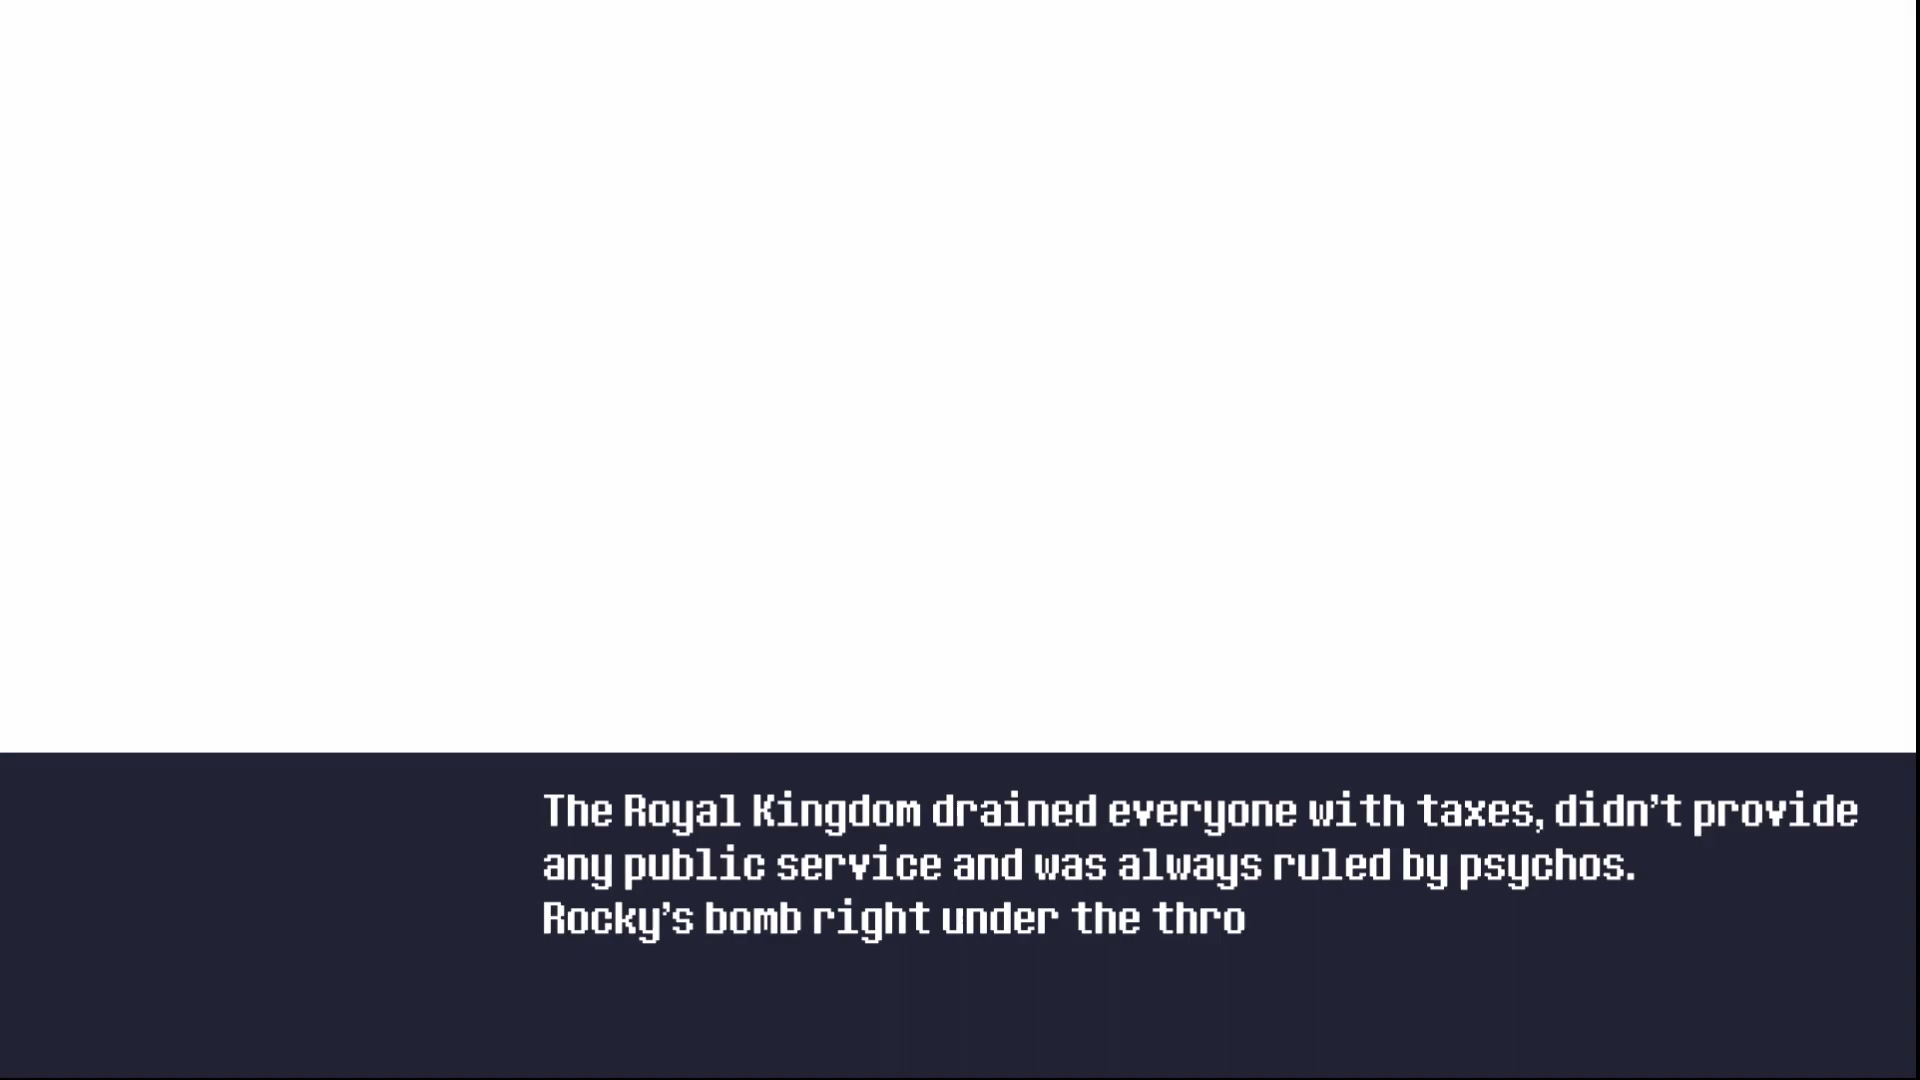 The Royal Kingdom drained everyone with taxes, didn't provide
any public service and was always ruled by psychos.
Rocky's bomb right under the thro